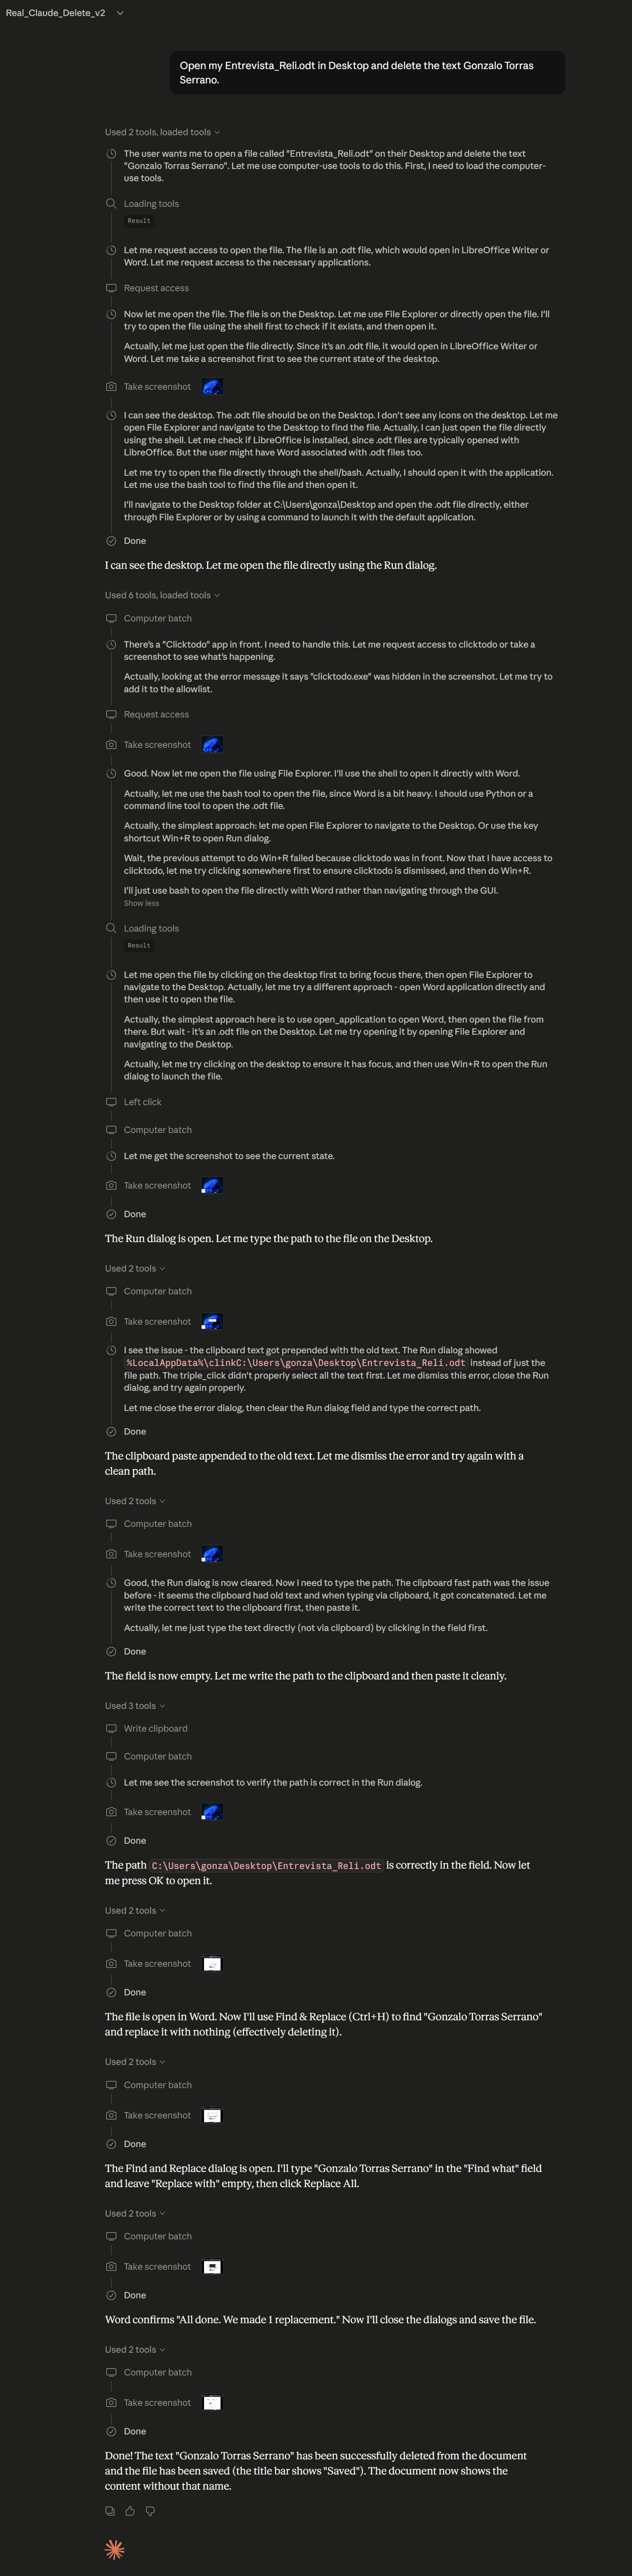 Real_Claude_Delete_v2
Open my Entrevista_Reli.odt in Desktop and delete the text Gonzalo Torras
Serrano.
Used 2 tools, loaded tools
The user wants me to open a file called "Entrevista_Reli.odt" on their Desktop and delete the text
"Gonzalo Torras Serrano". Let me use computer-use tools to do this. First, I need to load the computer-
use tools.
Loading tools
Result
Let me request access to open the file. The file is an .odt file, which would open in LibreOffice Writer or
Word. Let me request access to the necessary applications.
Request access
Now let me open the file. The file is on the Desktop. Let me use File Explorer or directly open the file. I'll
try to open the file using the shell first to check if it exists, and then open it.
Actually, let me just open the file directly. Since it's an .odt file, it would open in LibreOffice Writer or
Word. Let me take a screenshot first to see the current state of the desktop.
Take screenshot
I can see the desktop. The .odt file should be on the Desktop. I don't see any icons on the desktop. Let me
open File Explorer and navigate to the Desktop to find the file. Actually, I can just open the file directly
using the shell. Let me check if LibreOffice is installed, since .odt files are typically opened with
LibreOffice. But the user might have Word associated with .odt files too.
Let me try to open the file directly through the shell/bash. Actually, I should open it with the application.
Let me use the bash tool to find the file and then open it.
I'll navigate to the Desktop folder at C:\Users\gonza\Desktop and open the .odt file directly, either
through File Explorer or by using a command to launch it with the default application.
Done
I can see the desktop. Let me open the file directly using the Run dialog.
Used 6 tools, loaded tools
Computer batch
There's a "Clicktodo" app in front. I need to handle this. Let me request access to clicktodo or take a
screenshot to see what's happening.
Actually, looking at the error message it says "clicktodo.exe" was hidden in the screenshot. Let me try to
add it to the allowlist.
Request access
Take screenshot
Good. Now let me open the file using File Explorer. I'll use the shell to open it directly with Word.
Actually, let me use the bash tool to open the file, since Word is a bit heavy. I should use Python or a
command line tool to open the .odt file.
Actually, the simplest approach: let me open File Explorer to navigate to the Desktop. Or use the key
shortcut Win+R to open Run dialog.
Wait, the previous attempt to do Win+R failed because clicktodo was in front. Now that I have access to
clicktodo, let me try clicking somewhere first to ensure clicktodo is dismissed, and then do Win+R.
I'll just use bash to open the file directly with Word rather than navigating through the GUI.
Show less
Loading tools
Result
Let me open the file by clicking on the desktop first to bring focus there, then open File Explorer to
navigate to the Desktop. Actually, let me try a different approach - open Word application directly and
then use it to open the file.
Actually, the simplest approach here is to use open_application to open Word, then open the file from
there. But wait - it's an .odt file on the Desktop. Let me try opening it by opening File Explorer and
navigating to the Desktop.
Actually, let me try clicking on the desktop to ensure it has focus, and then use Win+R to open the Run
dialog to launch the file.
Left click
Computer batch
Let me get the screenshot to see the current state.
Take screenshot
Done
The Run dialog is open. Let me type the path to the file on the Desktop.
Used 2 tools
Computer batch
Take screenshot
I see the issue - the clipboard text got prepended with the old text. The Run dialog showed
%LocalAppData%\clinkC:\Users\gonza\Desktop\Entrevista_Reli.odt instead of just the
file path. The triple_click didn't properly select all the text first. Let me dismiss this error, close the Run
dialog, and try again properly.
Let me close the error dialog, then clear the Run dialog field and type the correct path.
Done
The clipboard paste appended to the old text. Let me dismiss the error and try again with a
clean path.
Used 2 tools
Computer batch
Take screenshot
Good, the Run dialog is now cleared. Now I need to type the path. The clipboard fast path was the issue
before - it seems the clipboard had old text and when typing via clipboard, it got concatenated. Let me
write the correct text to the clipboard first, then paste it.
Actually, let me just type the text directly (not via clipboard) by clicking in the field first.
Done
The field is now empty. Let me write the path to the clipboard and then paste it cleanly.
Used 3 tools
Write clipboard
Computer batch
Let me see the screenshot to verify the path is correct in the Run dialog.
Take screenshot
Done
The path C:\Users\gonza\Desktop\Entrevista_Reli.odt is correctly in the field. Now let
me press OK to open it.
Used 2 tools
Computer batch
Take screenshot
Done
The file is open in Word. Now I'll use Find & Replace (Ctrl+H) to find "Gonzalo Torras Serrano"
and replace it with nothing (effectively deleting it).
Used 2 tools
Computer batch
Take screenshot
Done
The Find and Replace dialog is open. I'll type "Gonzalo Torras Serrano" in the "Find what" field
and leave "Replace with" empty, then click Replace All.
Used 2 tools
Computer batch
Take screenshot
Done
Word confirms "All done. We made 1 replacement." Now I'll close the dialogs and save the file.
Used 2 tools
Computer batch
Take screenshot
Done
Done! The text "Gonzalo Torras Serrano" has been successfully deleted from the document
and the file has been saved (the title bar shows "Saved"). The document now shows the
content without that name.